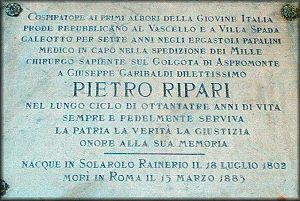 COSPIPATORE AI PRIMI ALBORI DELLA GIOVINE ITALIA
PRODE REPUBBLICANO AL VASCELLO E A VILLA SPADA
GALEOTTO PER SETTE ANNI NEGLI ERGASTOLI PAPALINI
MEDICO IN CAPO NELLA SPEDIZIONE DEI MILLE
CHIRURGO SAPIENTE SUL GOLGOTA DI ASPROMONTE
A GIUSEPPE GARIBALDI DILETTISSIMO
PIETRO RIPARI
NEL LUNGO CICLO DI OTTANTATRE ANNI DI VITA
SEMPRE E FEDELMENTE SERVIVA
LA PATRIA LA VERITÀ LA GIUSTIZIA
ONORE ALLA SUA MEMORIA
NACQUE IN SOLAROLO RAINERIO IL 18 LUGLIO 1802
MORÌ IN ROMA IL 15 MARZO 1885